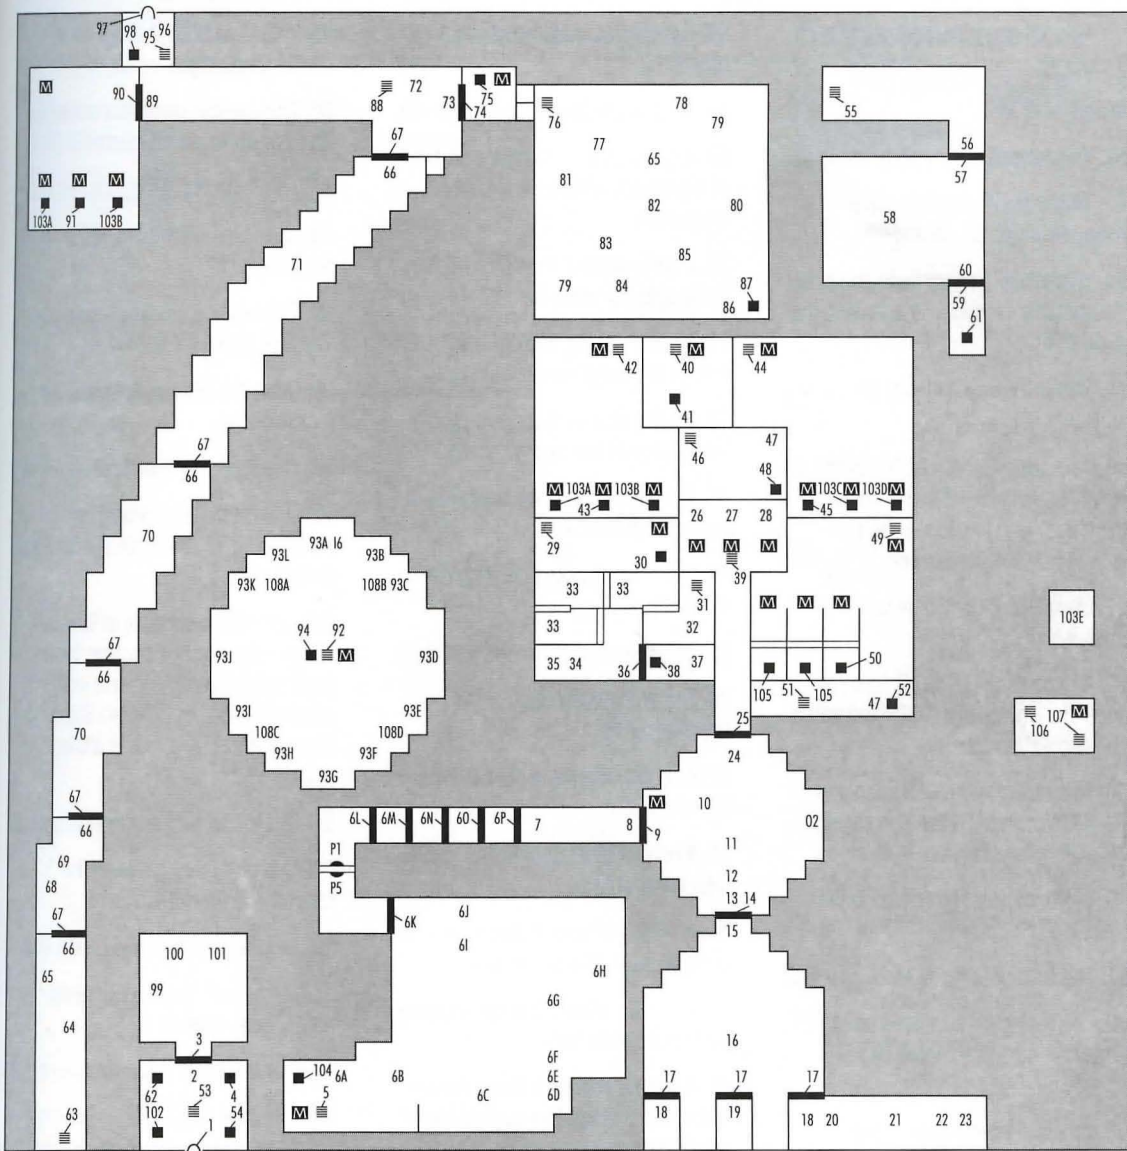 97 98 95 96
M M 75
90 89 88 72 73 74 76 78 55
67 77 79 56
66 65 57
M M M 81
103A 91 103B 82 80 58
83
71 85 60
79 84 87 59
86 61
M 42 40 M 44 M
41
67 46 47
66 48
M 103A M 103B M M 103C M 103D M
43 45
70 26 27 28
93A I6 29 M 49
93L 93B 30 M M M M
93K 108A 108B 93C 33 33 31 39
M M M
33 32 103E
67 94 92 M
66 93J 93D 35 34 36 38 37 50
105 105
93I 93E 51 47 52
108C 108D 25 106 107 M
70 93H 93F 24
93G
67 M 10
66 6L 6M 6N 6O 6P 7 8 9 02
69 P1 11
68 P5 12
13 14
67 6J 15
66 6K
65 100 101 6I
6H
99 6G
64 3 16
6F
2 104 6A 6B 6E 17 17 17
62 53 4 6C 6D
63 102 54 M 5 18 19 18 20 21 22 23
1